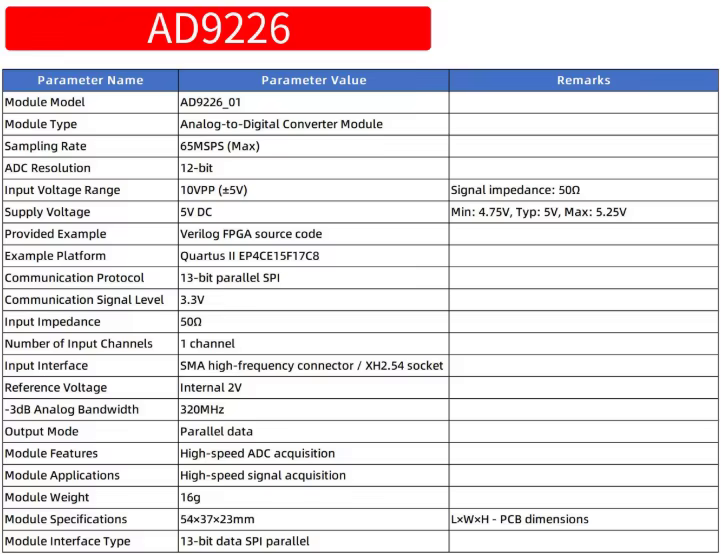 AD9226
Parameter Name Parameter Value Remarks
Module Model AD9226_01
Module Type Analog-to-Digital Converter Module
Sampling Rate 65MSPS (Max)
ADC Resolution 12-bit
Input Voltage Range 10VPP (±5V) Signal impedance: 50Ω
Supply Voltage 5V DC Min: 4.75V, Typ: 5V, Max: 5.25V
Provided Example Verilog FPGA source code
Example Platform Quartus II EP4CE15F17C8
Communication Protocol 13-bit parallel SPI
Communication Signal Level 3.3V
Input Impedance 50Ω
Number of Input Channels 1 channel
Input Interface SMA high-frequency connector / XH2.54 socket
Reference Voltage Internal 2V
-3dB Analog Bandwidth 320MHz
Output Mode Parallel data
Module Features High-speed ADC acquisition
Module Applications High-speed signal acquisition
Module Weight 16g
Module Specifications 54×37×23mm L×W×H - PCB dimensions
Module Interface Type 13-bit data SPI parallel